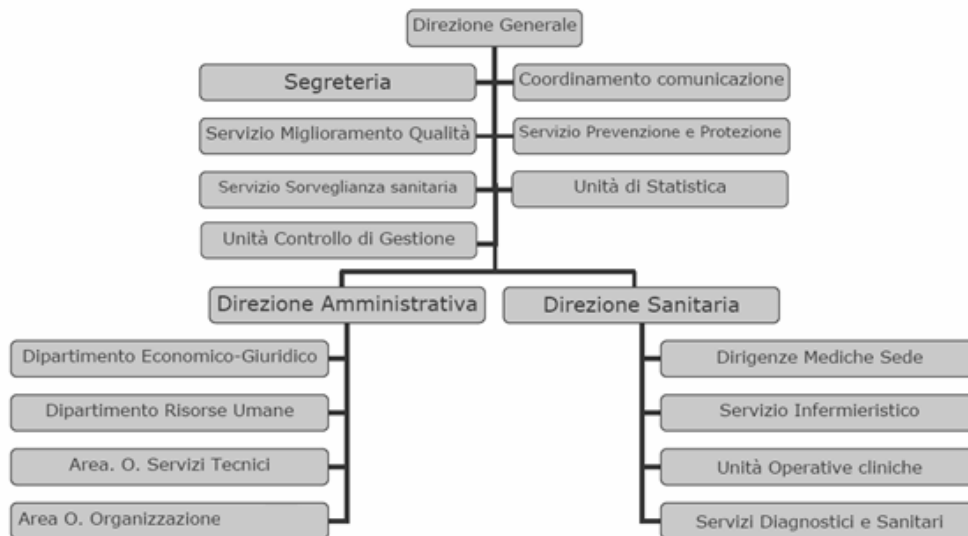 Direzione Generale
Segreteria
Coordinamento comunicazione
Servizio Miglioramento Qualità
Servizio Prevenzione e Protezione
Servizio Sorveglianza sanitaria
Unità di Statistica
Unità Controllo di Gestione
Direzione Amministrativa
Direzione Sanitaria
Dipartimento Economico-Giuridico
Dirigenze Mediche Sede
Dipartimento Risorse Umane
Servizio Infermieristico
Area. O. Servizi Tecnici
Unità Operative cliniche
Area O. Organizzazione
Servizi Diagnostici e Sanitari